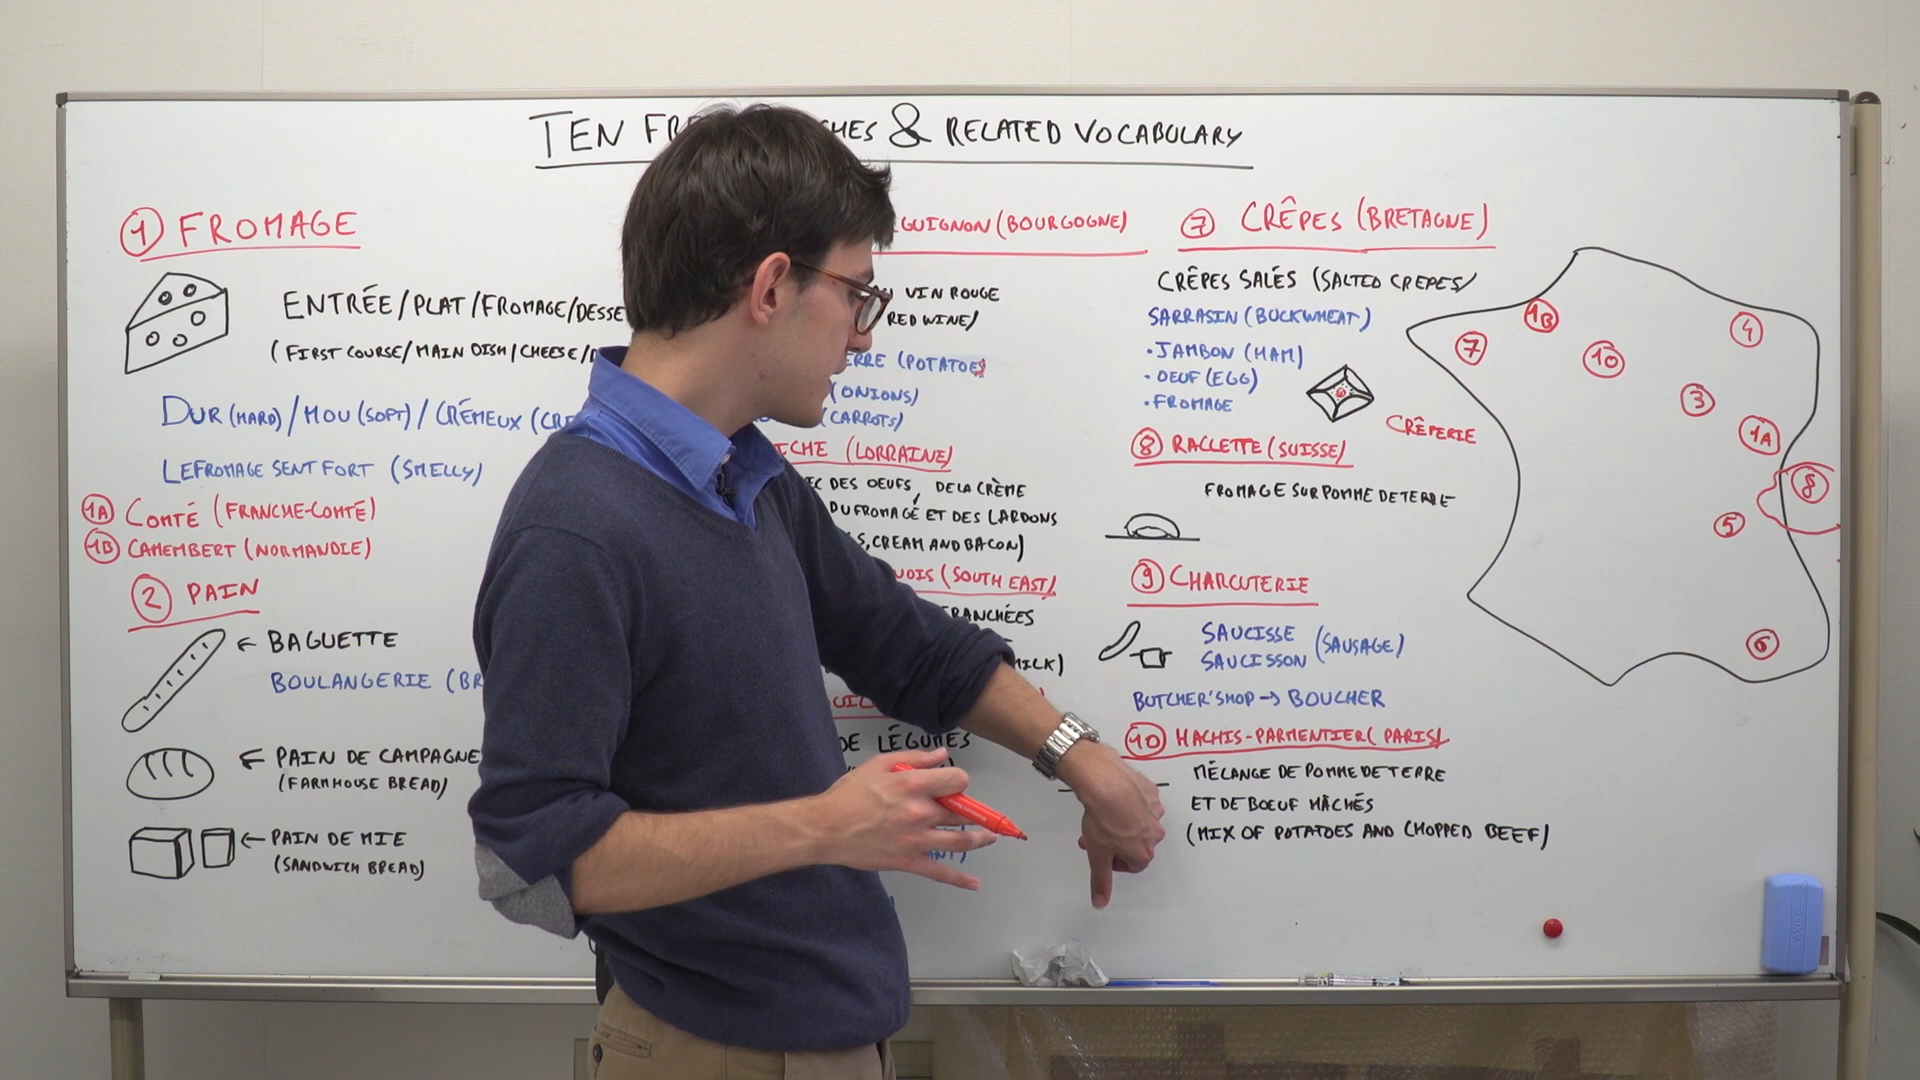 TEN & RELATED VOCABULARY
① FROMAGE
ENTRÉE/PLAT/FROMAGE/DESSE
(FIRST COURSE/MAIN DISH/CHEESE/
DUR (HARD)/MOU (SOFT)/CRÉMEUX
LE FROMAGE SENT FORT (SMELLY)
1A COMTÉ (FRANCHE-COMTÉ)
1B CAMEMBERT (NORMANDIE)
② PAIN
← BAGUETTE
BOULANGERIE
← PAIN DE CAMPAGNE
(FARMHOUSE BREAD)
← PAIN DE MIE
(SANDWICH BREAD)
GUIGNON (BOURGOGNE)
VIN ROUGE
RED WINE)
ERRE (POTATOES
(ONIONS)
(CARROTS)
ICHE (LORRAINE)
EC DES OEUFS, DE LA CRÈME
DU FROMAGE ET DES LARDONS
S, CREAM AND BACON)
NOIS (SOUTH EAST)
RANCHÉES
MILK)
DE LÉGUMES
⑦ CRÊPES (BRETAGNE)
CRÊPES SALÉS (SALTED CREPES)
SARRASIN (BUCKWHEAT)
•JAMBON (HAM)
•OEUF (EGG)
•FROMAGE
CRÊPERIE
⑧ RACLETTE (SUISSE)
FROMAGE SUR POMME DE TERRE
⑨ CHARCUTERIE
SAUCISSE
SAUCISSON (SAUSAGE)
BUTCHER'SHOP → BOUCHER
⑩ HACHIS-PARMENTIER (PARIS)
MÉLANGE DE POMME DE TERRE
ET DE BOEUF HÂCHÉS
(MIX OF POTATOES AND CHOPPED BEEF)
1B
4
7
10
3
1A
8
5
6